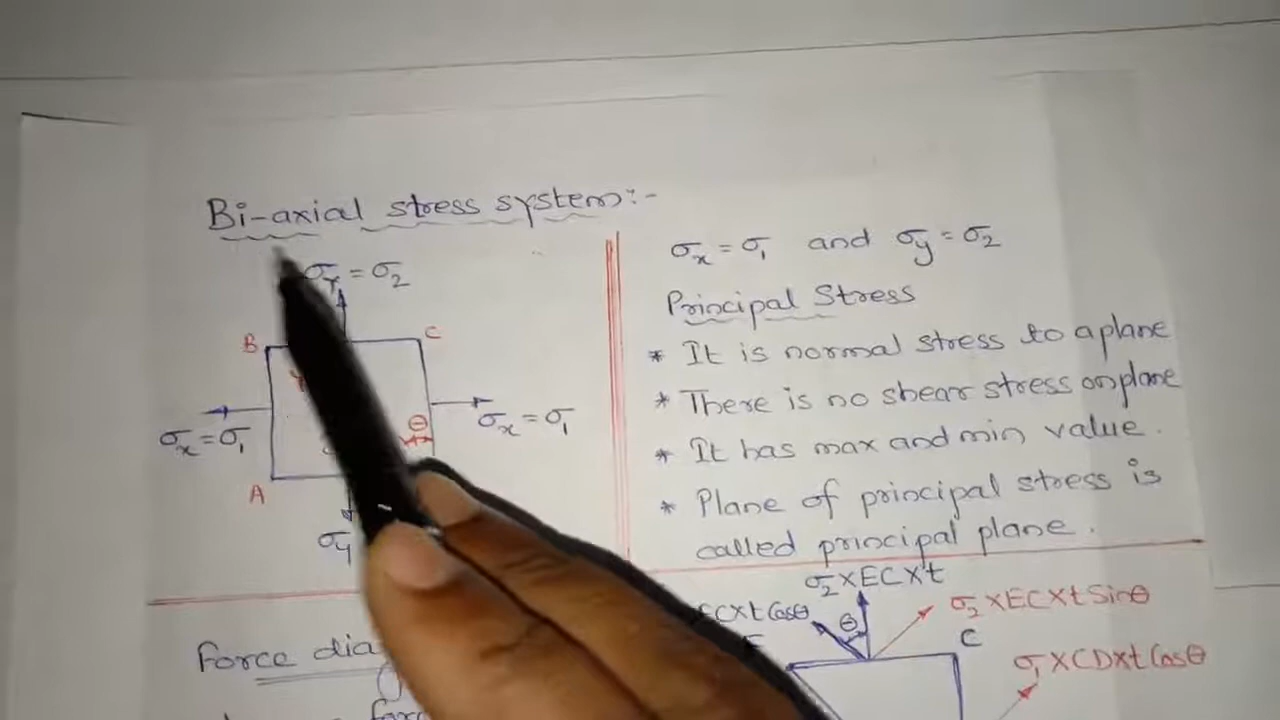 Bi-axial stress system:-
σy = σ2
B
C
σx = σ1
θ
σx = σ1
A
σy
σx = σ1 and σy = σ2
Principal Stress
* It is normal stress to a plane
* There is no shear stress on plane
* It has max and min value.
* Plane of principal stress is
called principal plane.
Force dia
σ2 X EC X t
ECXt Cosθ
θ
σ2 X EC X t Sinθ
E
C
σ1 X CD X t Cosθ